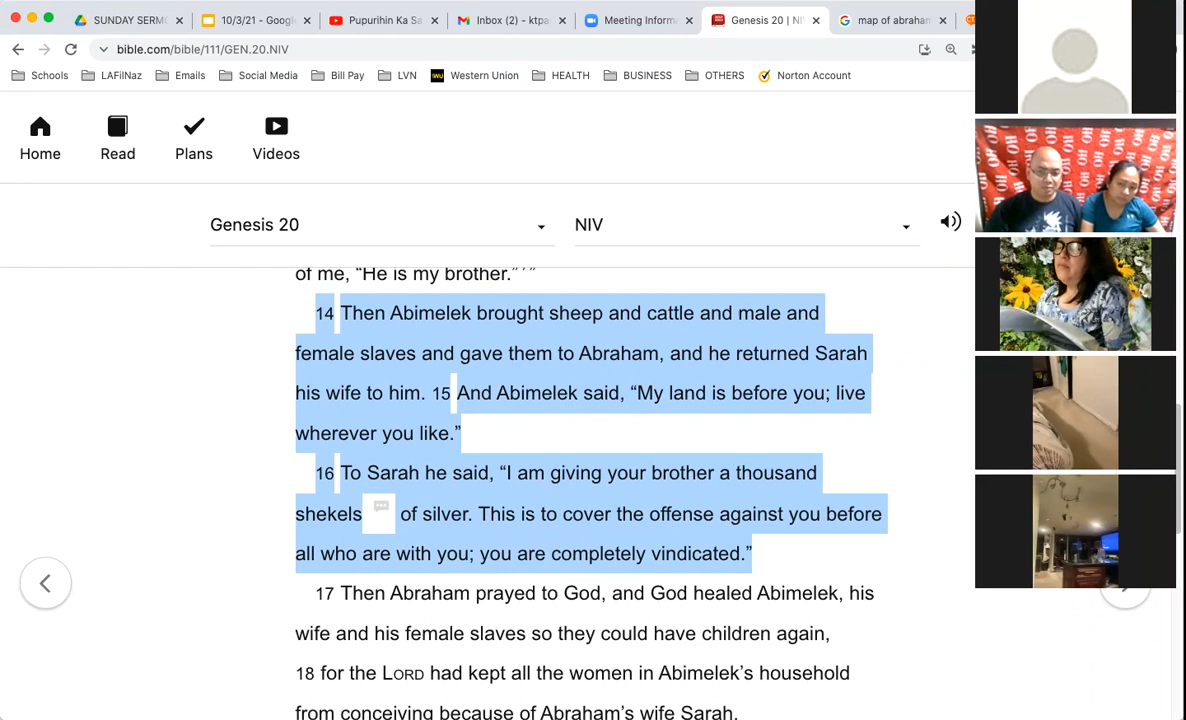 SUNDAY SERM
10/3/21 - Goog
Pupurihin Ka Sa
Inbox (2) - ktpa
Meeting Informa
Genesis 20 | NI
map of abraham
bible.com/bible/111/GEN.20.NIV
Schools
LAFilNaz
Emails
Social Media
Bill Pay
LVN
WU
Western Union
HEALTH
BUSINESS
OTHERS
Norton Account
Home
Read
Plans
Videos
Genesis 20
NIV
of me, “He is my brother.” ’ ”
14 Then Abimelek brought sheep and cattle and male and
female slaves and gave them to Abraham, and he returned Sarah
his wife to him. 15 And Abimelek said, “My land is before you; live
wherever you like.”
16 To Sarah he said, “I am giving your brother a thousand
shekels of silver. This is to cover the offense against you before
all who are with you; you are completely vindicated.”
17 Then Abraham prayed to God, and God healed Abimelek, his
wife and his female slaves so they could have children again,
18 for the LORD had kept all the women in Abimelek’s household
from conceiving because of Abraham’s wife Sarah.